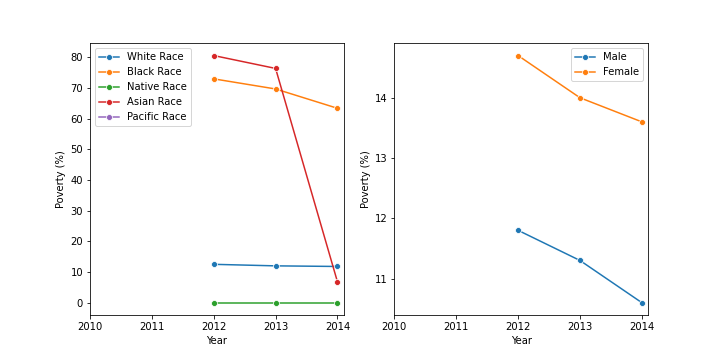 White Race
Black Race
Native Race
Asian Race
Pacific Race
80
70
60
50
40
30
20
10
0
Poverty (%)
2010 2011 2012 2013 2014
Year
Male
Female
14
13
12
11
Poverty (%)
2010 2011 2012 2013 2014
Year